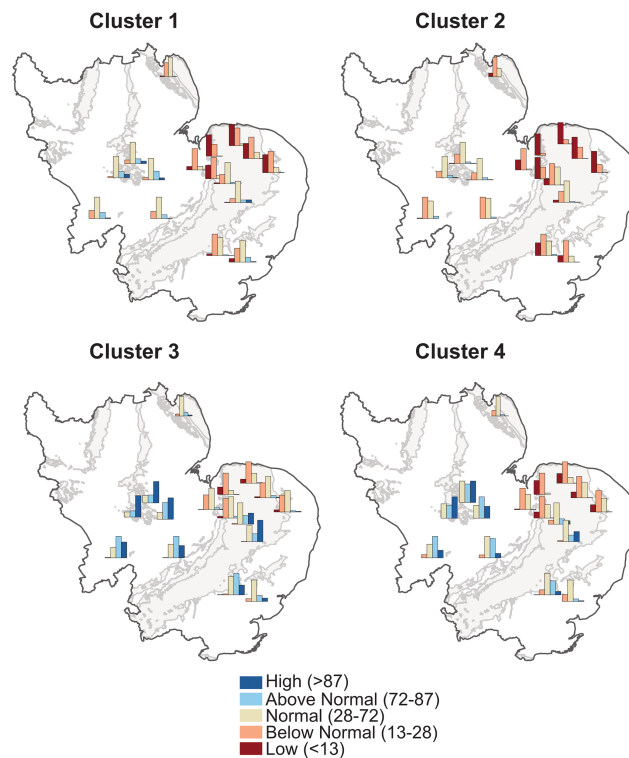 Cluster 1
Cluster 2
Cluster 3
Cluster 4
High (>87)
Above Normal (72-87)
Normal (28-72)
Below Normal (13-28)
Low (<13)